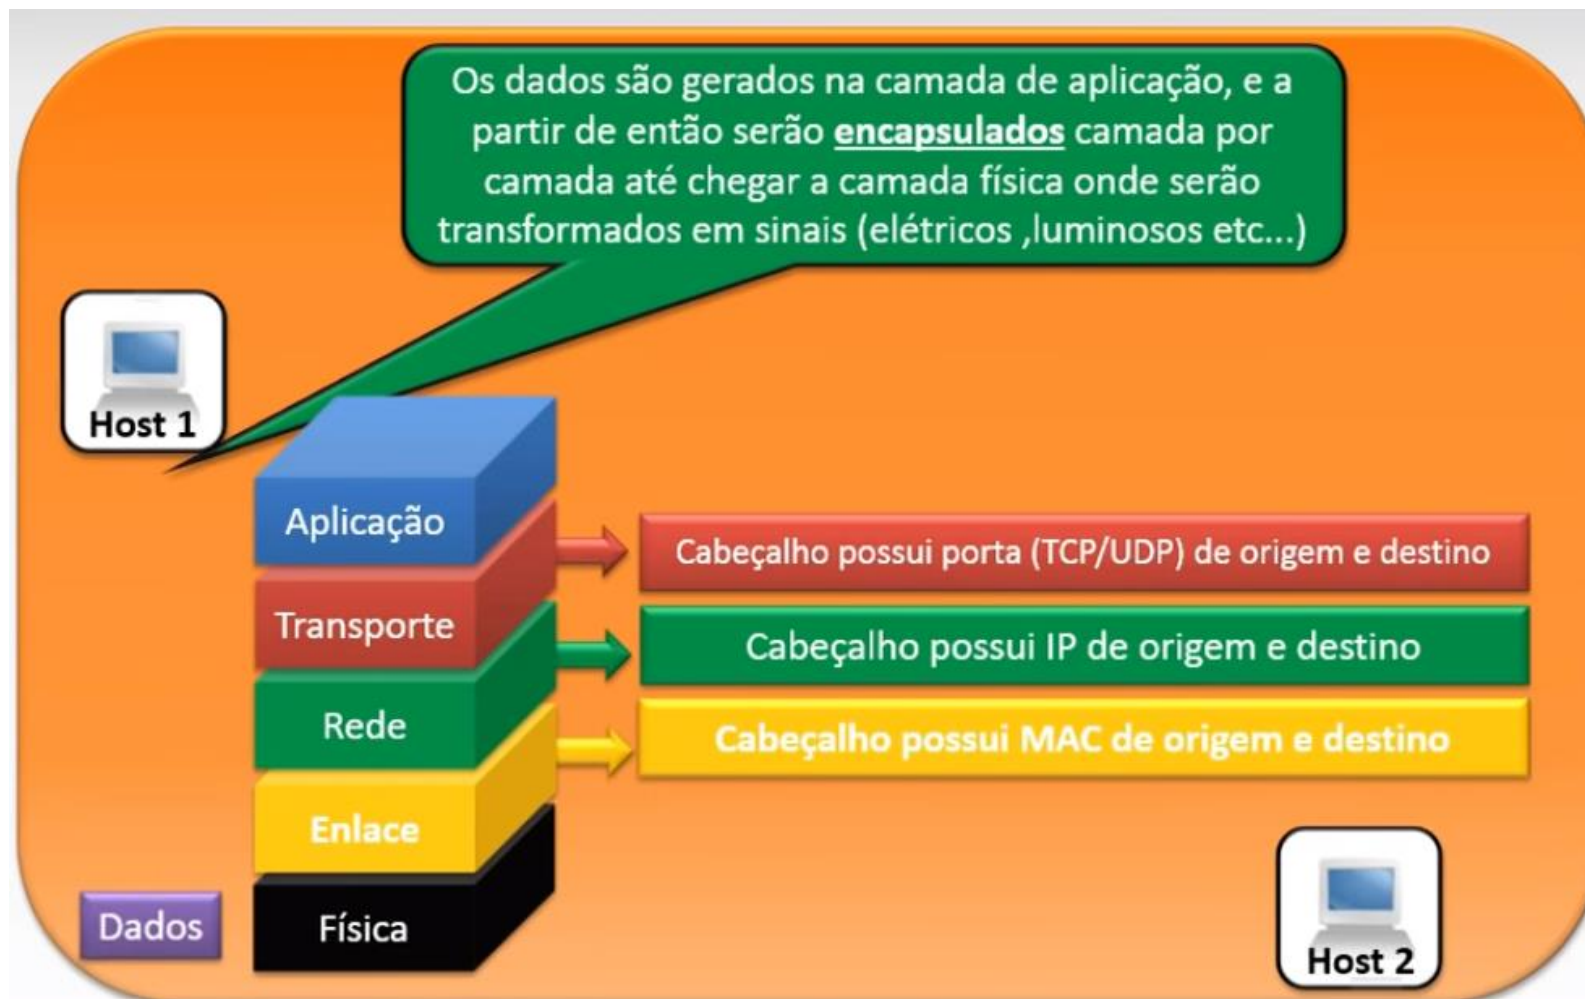 Os dados são gerados na camada de aplicação, e a
partir de então serão encapsulados camada por
camada até chegar a camada física onde serão
transformados em sinais (elétricos ,luminosos etc...)
Host 1
Aplicação
Cabeçalho possui porta (TCP/UDP) de origem e destino
Transporte
Cabeçalho possui IP de origem e destino
Rede
Cabeçalho possui MAC de origem e destino
Enlace
Dados
Física
Host 2